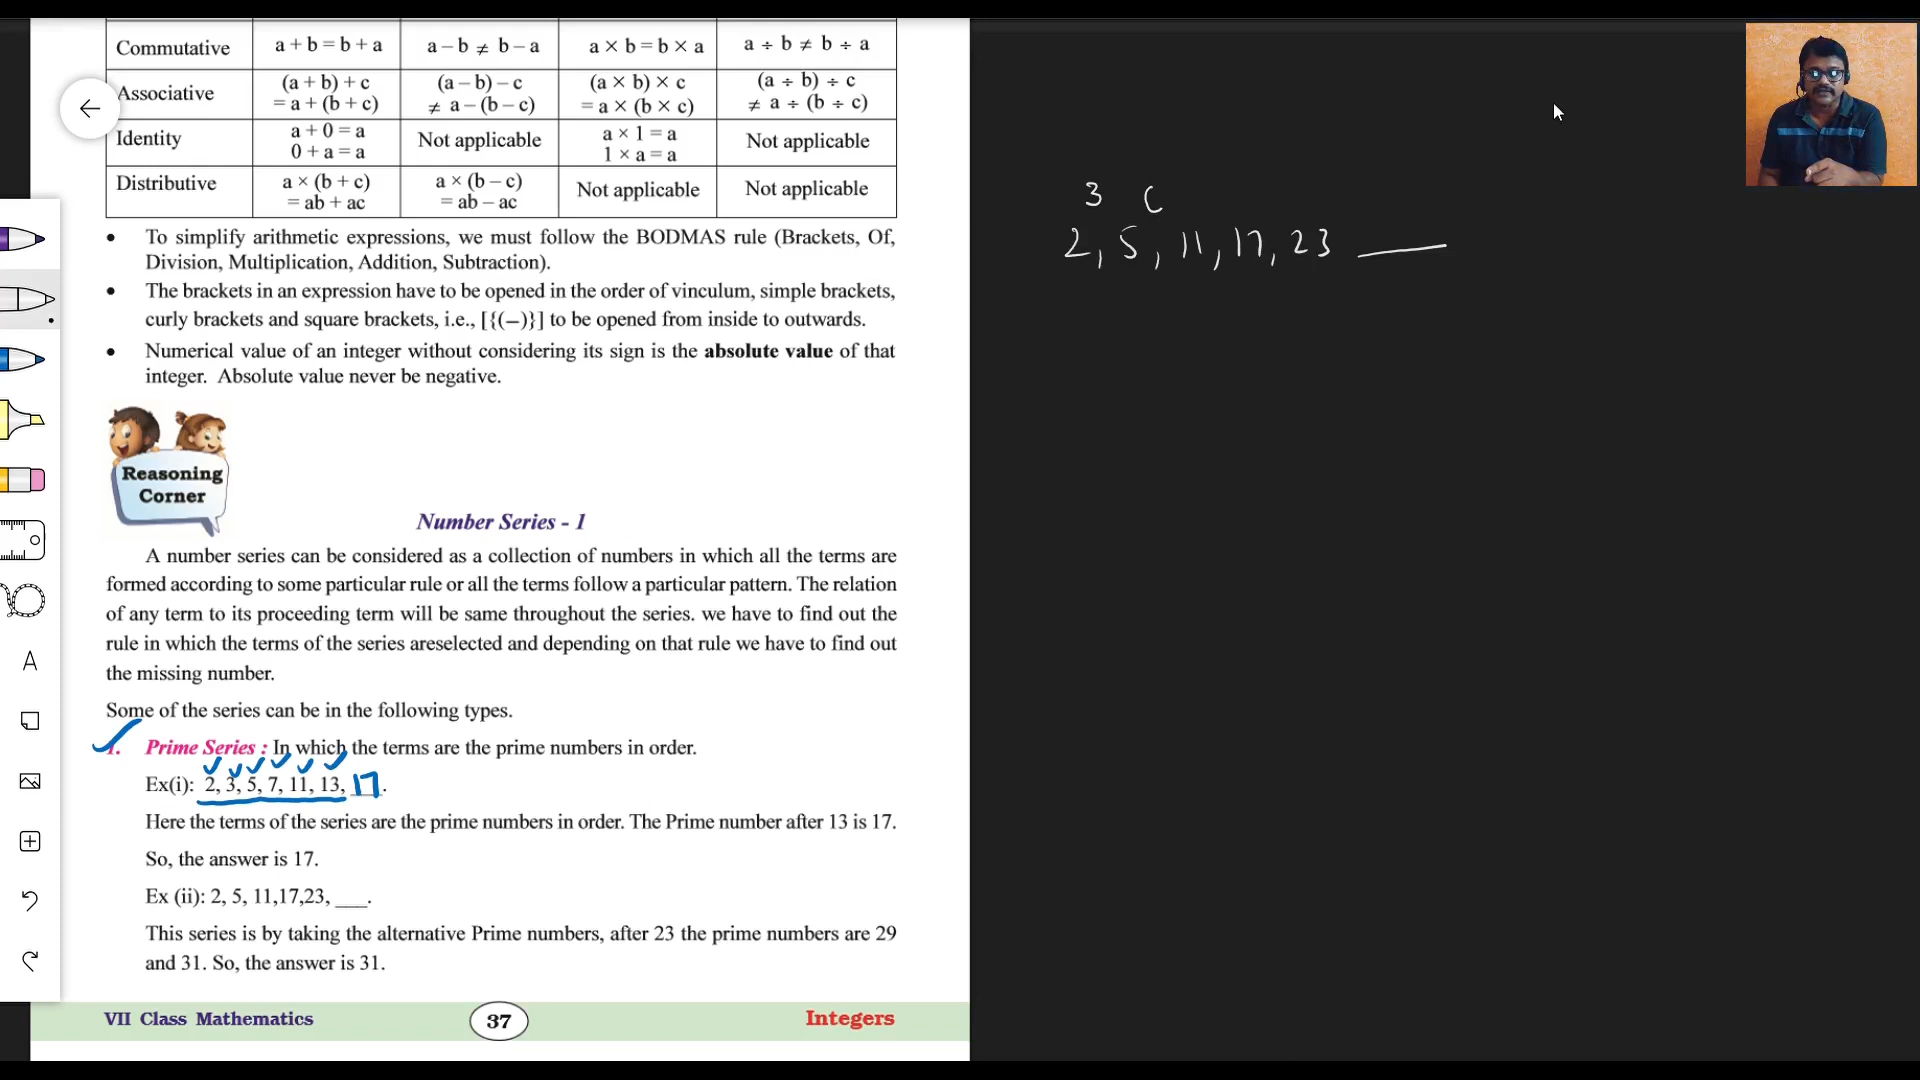 Commutative a + b = b + a a – b ≠ b – a a × b = b × a a ÷ b ≠ b ÷ a
Associative (a + b) + c = a + (b + c) (a – b) – c ≠ a – (b – c) (a × b) × c = a × (b × c) (a ÷ b) ÷ c ≠ a ÷ (b ÷ c)
Identity a + 0 = a 0 + a = a Not applicable a × 1 = a 1 × a = a Not applicable
Distributive a × (b + c) = ab + ac a × (b – c) = ab – ac Not applicable Not applicable
• To simplify arithmetic expressions, we must follow the BODMAS rule (Brackets, Of,
Division, Multiplication, Addition, Subtraction).
• The brackets in an expression have to be opened in the order of vinculum, simple brackets,
curly brackets and square brackets, i.e., [{(–)}] to be opened from inside to outwards.
• Numerical value of an integer without considering its sign is the absolute value of that
integer. Absolute value never be negative.
Reasoning
Corner
Number Series - 1
A number series can be considered as a collection of numbers in which all the terms are
formed according to some particular rule or all the terms follow a particular pattern. The relation
of any term to its proceeding term will be same throughout the series. we have to find out the
rule in which the terms of the series areselected and depending on that rule we have to find out
the missing number.
Some of the series can be in the following types.
1. Prime Series : In which the terms are the prime numbers in order.
Ex(i): 2, 3, 5, 7, 11, 13, 17.
Here the terms of the series are the prime numbers in order. The Prime number after 13 is 17.
So, the answer is 17.
Ex (ii): 2, 5, 11,17,23, ___.
This series is by taking the alternative Prime numbers, after 23 the prime numbers are 29
and 31. So, the answer is 31.
VII Class Mathematics 37 Integers
A
3 C
2, 5, 11, 17, 23 ___